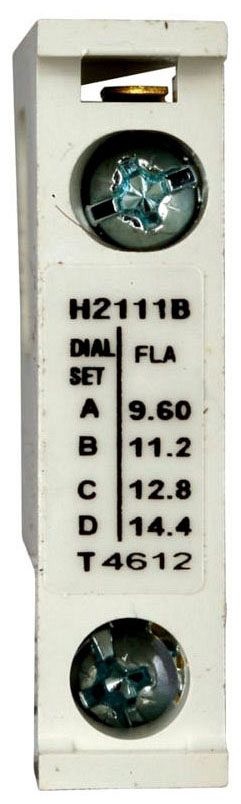 H2111B
DIAL FLA
SET
A 9.60
B 11.2
C 12.8
D 14.4
T4612